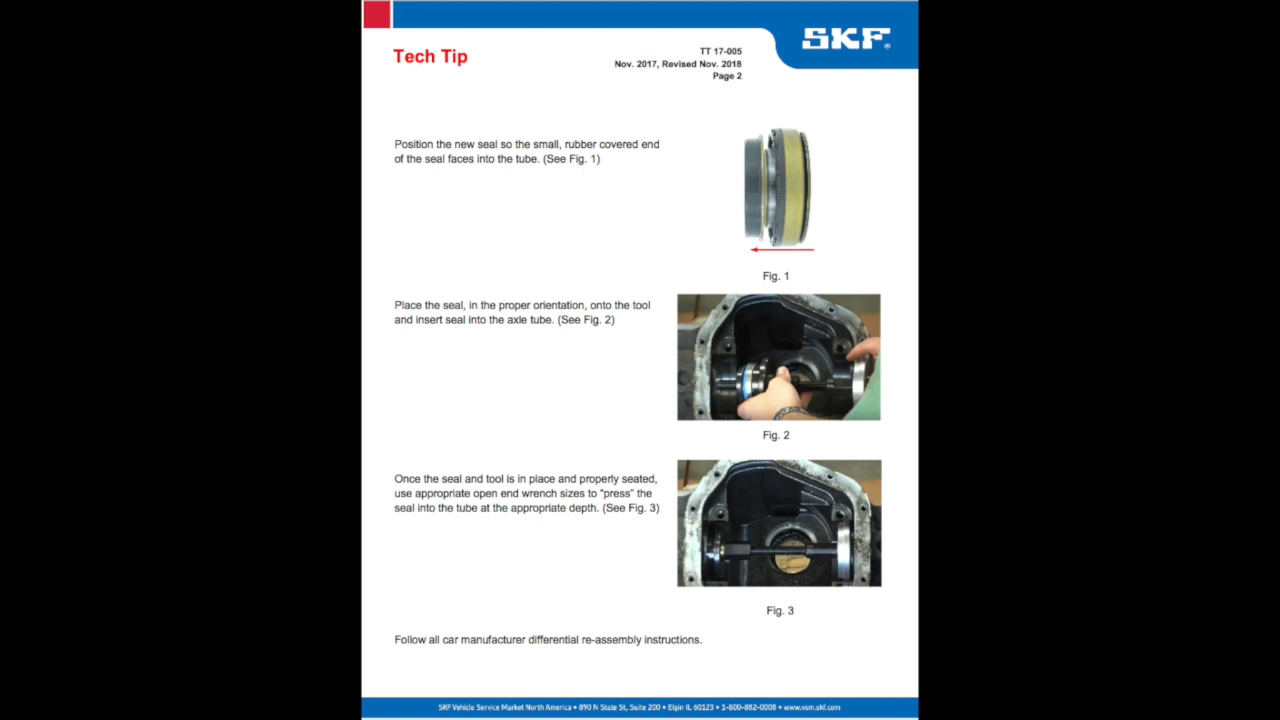 SKF
Tech Tip
TT 17-005
Nov. 2017, Revised Nov. 2018
Page 2
Position the new seal so the small, rubber covered end
of the seal faces into the tube. (See Fig. 1)
Fig. 1
Place the seal, in the proper orientation, onto the tool
and insert seal into the axle tube. (See Fig. 2)
Fig. 2
Once the seal and tool is in place and properly seated,
use appropriate open end wrench sizes to “press” the
seal into the tube at the appropriate depth. (See Fig. 3)
Fig. 3
Follow all car manufacturer differential re-assembly instructions.
SKF Vehicle Service Market North America • 890 N State St, Suite 200 • Elgin IL 60123 • 1-800-882-0008 • www.vsm.skf.com